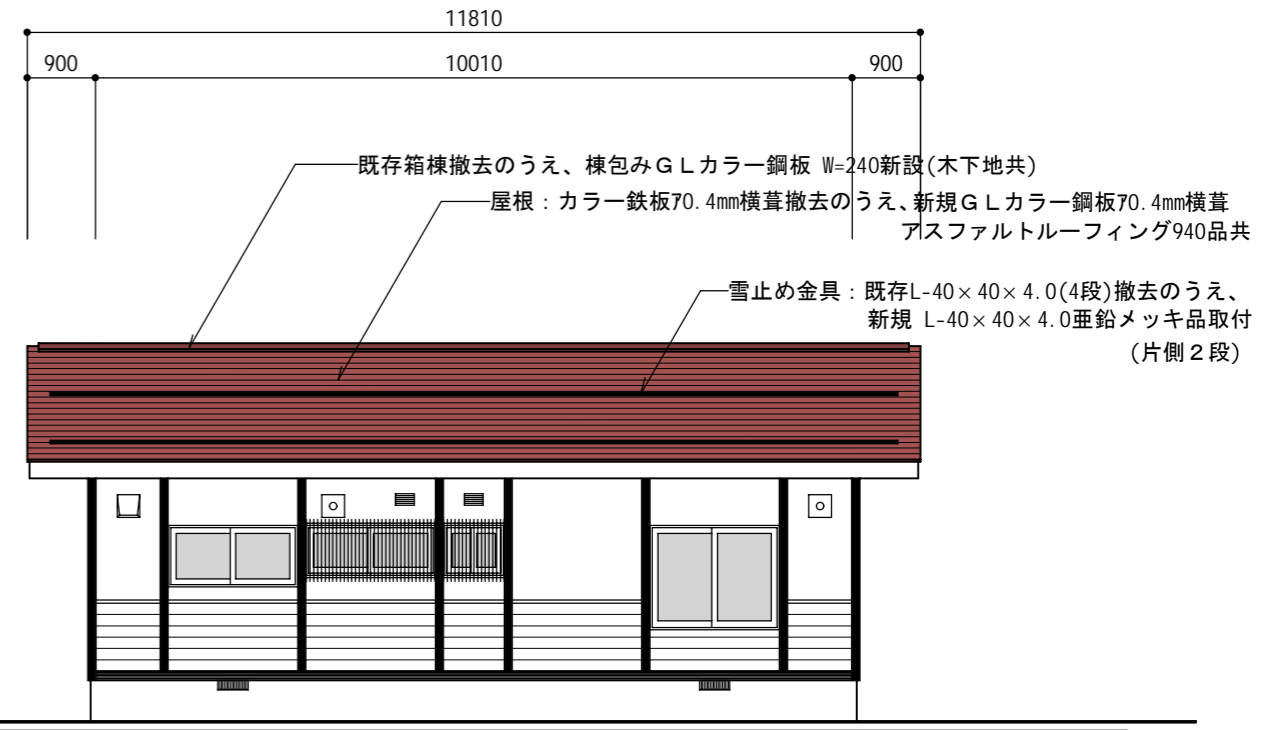 11810
900 10010 900
既存箱棟撤去のうえ、棟包みGLカラー鋼板 W=240新設(木下地共)
屋根：カラー鉄板ｱ0.4mm横葺撤去のうえ、新規GLカラー鋼板ｱ0.4mm横葺
アスファルトルーフィング940品共
雪止め金具：既存L-40×40×4.0(4段)撤去のうえ、
新規 L-40×40×4.0亜鉛メッキ品取付
(片側２段)